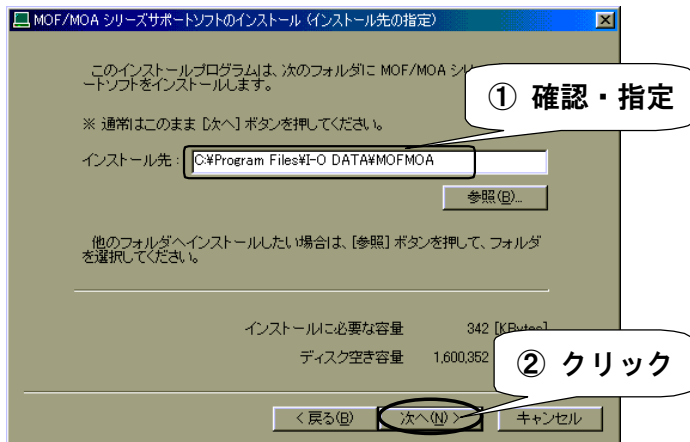 MOF/MOA シリーズサポートソフトのインストール (インストール先の指定)
このインストールプログラムは、次のフォルダに MOF/MOA シリ
ートソフトをインストールします。
① 確認・指定
※ 通常はこのまま [次へ] ボタンを押してください。
インストール先 : C:¥Program Files¥I-O DATA¥MOFMOA
参照(B)...
他のフォルダへインストールしたい場合は、[参照] ボタンを押して、フォルダ
を選択してください。
インストールに必要な容量 342 [KBytes]
ディスク空き容量 1,600,352
② クリック
< 戻る(B) 次へ(N) > キャンセル